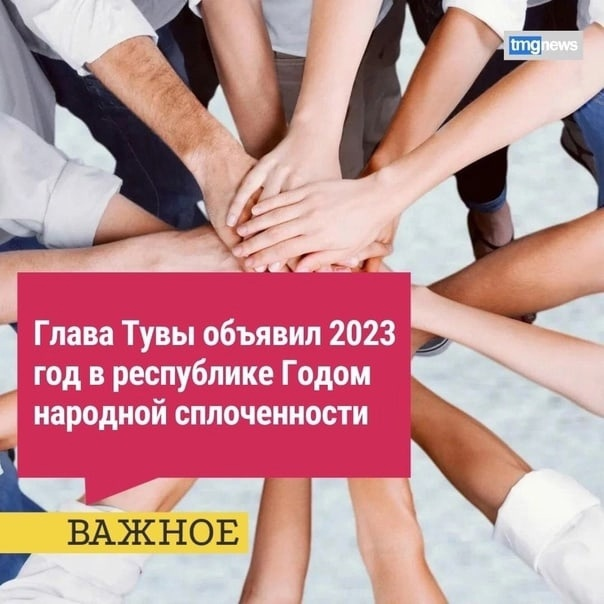 tmgnews
Глава Тувы объявил 2023
год в республике Годом
народной сплоченности
ВАЖНОЕ